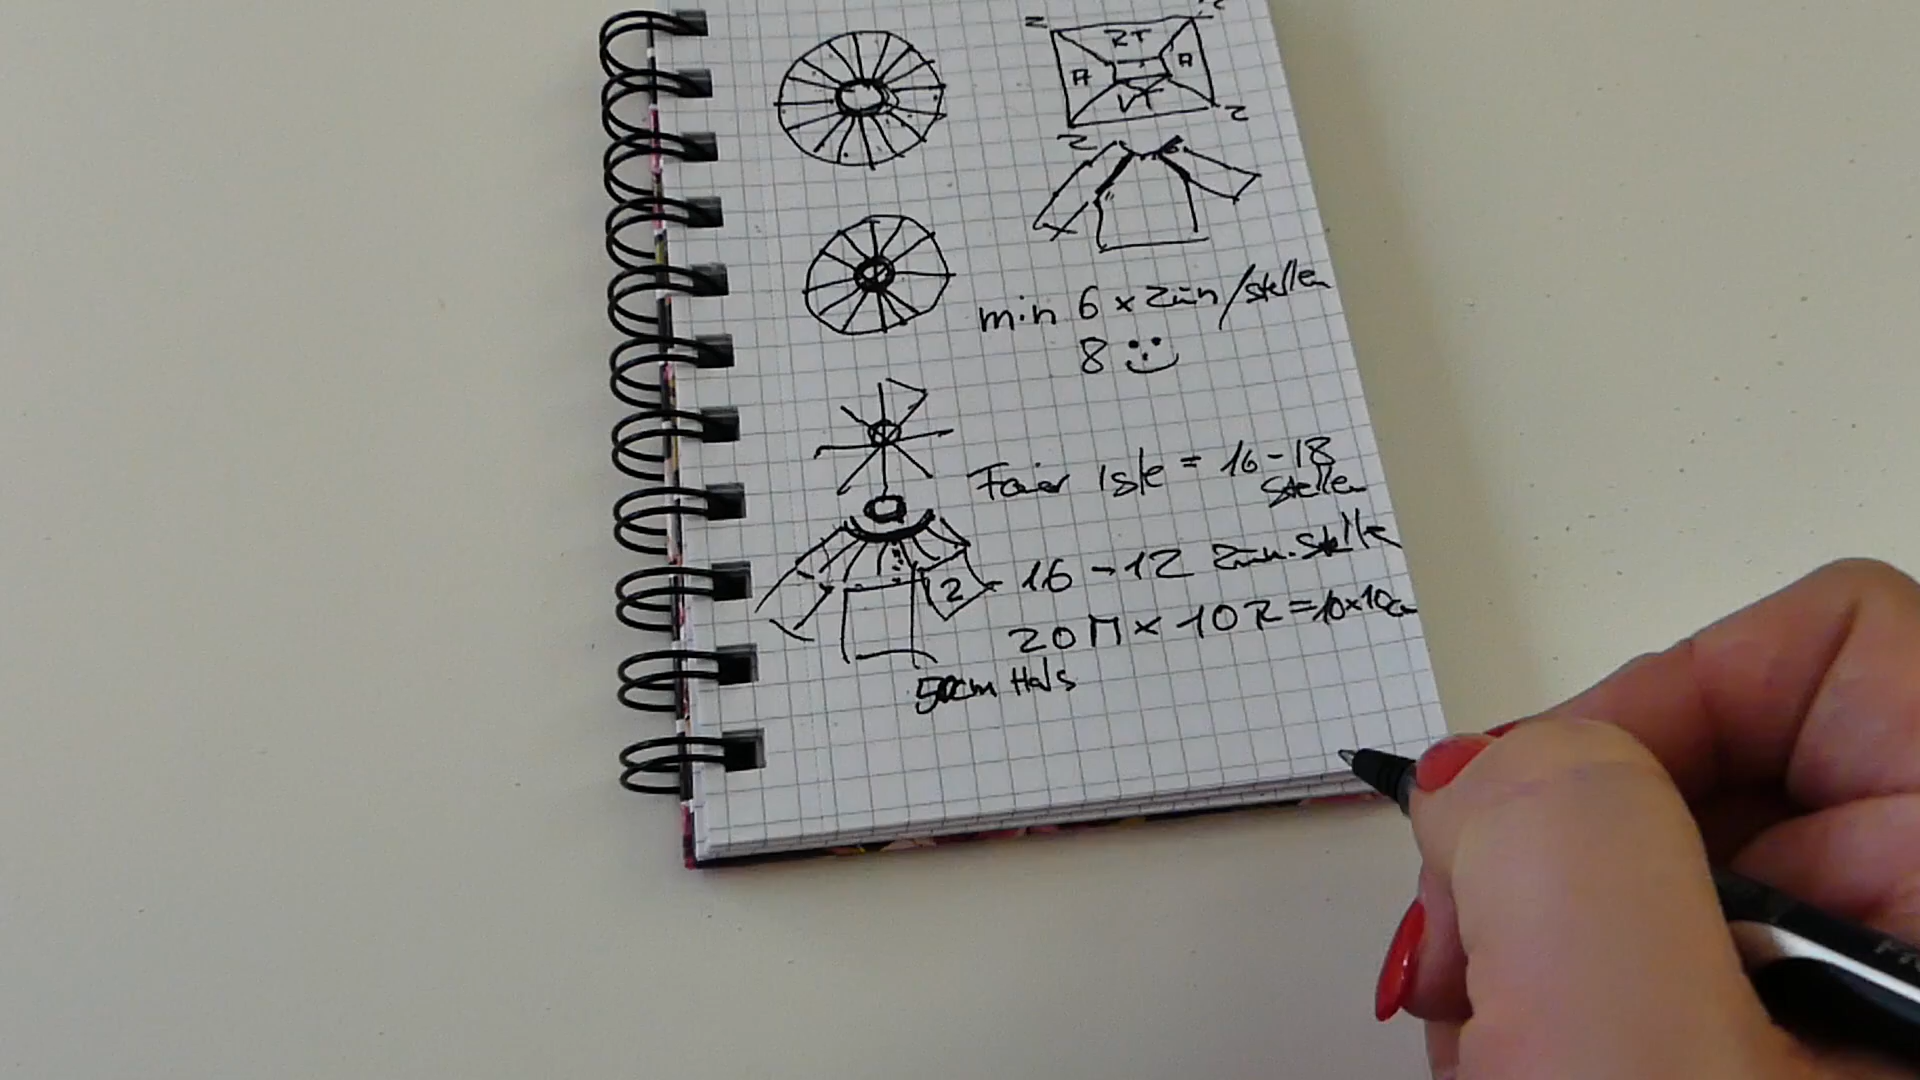 Z
RT
A A
VT
Z
Z
min 6 x Zun/stellen
8
Fair Isle = 16-18
Stellen
2 - 16 - 12 Zun.Stelle
20 M x 10 R = 10x10cm
50cm Hals